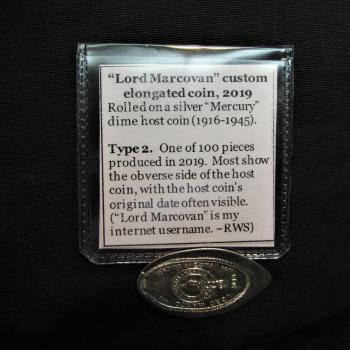 “Lord Marcovan” custom
elongated coin, 2019
Rolled on a silver “Mercury”
dime host coin (1916-1945).
Type 2. One of 100 pieces
produced in 2019. Most show
the obverse side of the host
coin, with the host coin's
original date often visible.
(“Lord Marcovan” is my
internet username. ~RWS)